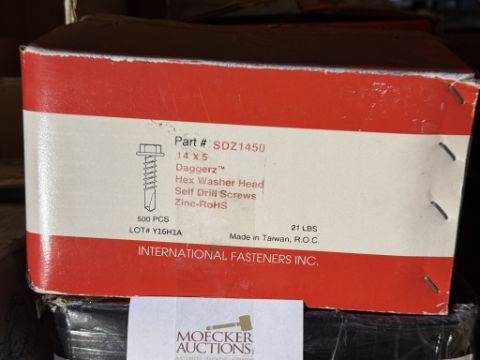 Part # SDZ1450
14 X 5
Daggerz™
Hex Washer Head
Self Drill Screws
Zinc-RoHS
500 PCS
21 LBS
LOT# Y16H1A
Made in Taiwan, R.O.C.
INTERNATIONAL FASTENERS INC.
MOECKER
AUCTIONS